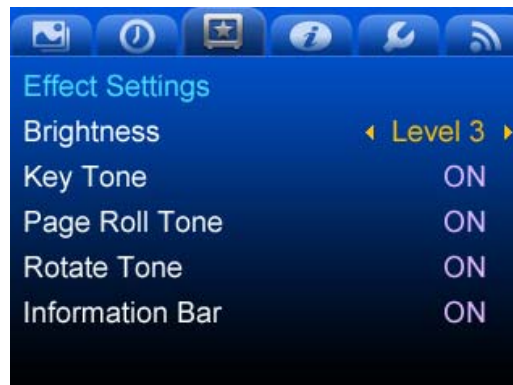 Effect Settings
Brightness Level 3
Key Tone ON
Page Roll Tone ON
Rotate Tone ON
Information Bar ON